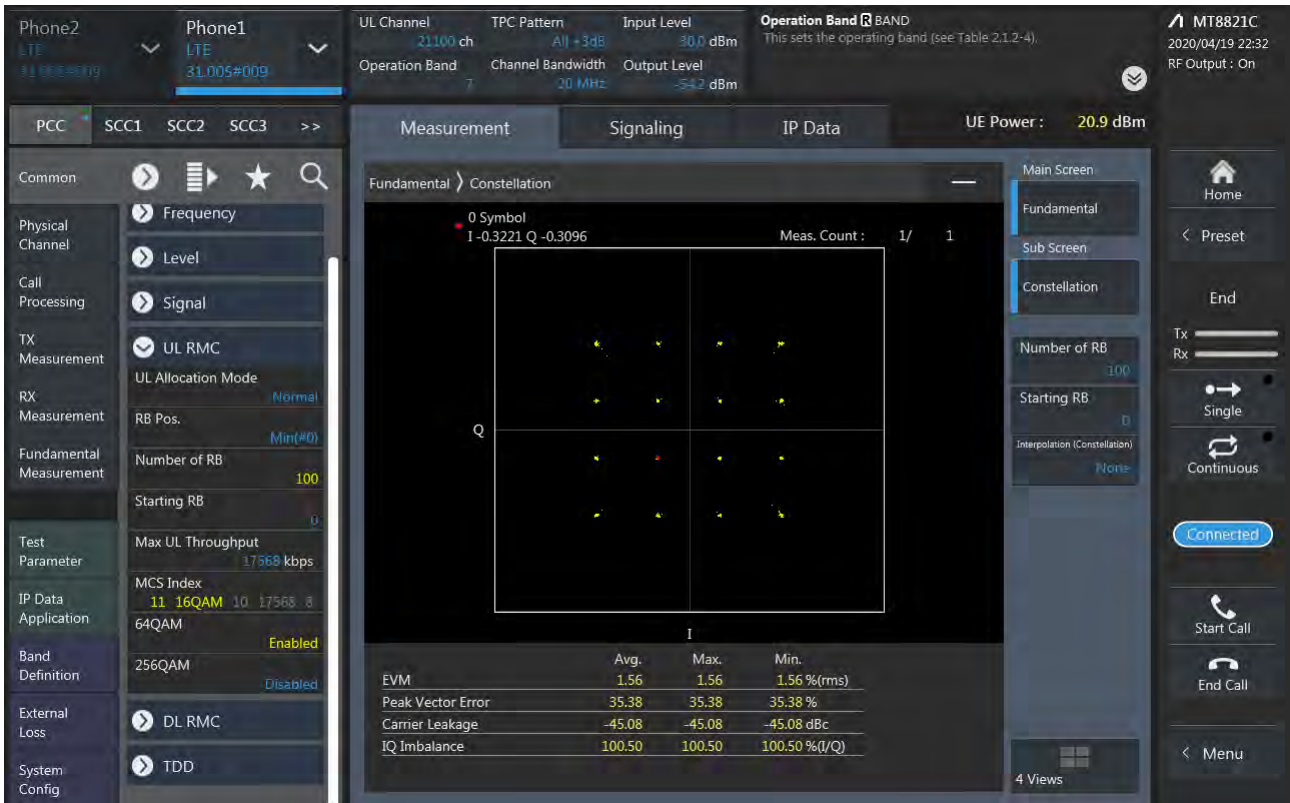 Phone2
LTE
Phone1
LTE
31.005#009
UL Channel
21100 ch
TPC Pattern
All +3dB
Input Level
30.0 dBm
Operation Band
7
Channel Bandwidth
20 MHz
Output Level
-54.2 dBm
Operation Band R BAND
This sets the operating band (see Table 2.1.2-4).
MT8821C
2020/04/19 22:32
RF Output : On
PCC
SCC1
SCC2
SCC3
>>
Common
Physical
Channel
Call
Processing
TX
Measurement
RX
Measurement
Fundamental
Measurement
Test
Parameter
IP Data
Application
Band
Definition
External
Loss
System
Config
Frequency
Level
Signal
UL RMC
UL Allocation Mode
Normal
RB Pos.
Min(#0)
Number of RB
100
Starting RB
0
Max UL Throughput
17568 kbps
MCS Index
11 16QAM 10 17568 8
64QAM
Enabled
256QAM
Disabled
DL RMC
TDD
Measurement
Signaling
IP Data
UE Power : 20.9 dBm
Fundamental 〉 Constellation
0 Symbol
I -0.3221 Q -0.3096
Meas. Count : 1/ 1
Q
I
Avg. Max. Min.
EVM 1.56 1.56 1.56 %(rms)
Peak Vector Error 35.38 35.38 35.38 %
Carrier Leakage -45.08 -45.08 -45.08 dBc
IQ Imbalance 100.50 100.50 100.50 %(I/Q)
Main Screen
Fundamental
Sub Screen
Constellation
Number of RB
100
Starting RB
0
Interpolation (Constellation)
None
4 Views
Home
< Preset
End
Tx
Rx
Single
Continuous
Connected
Start Call
End Call
< Menu